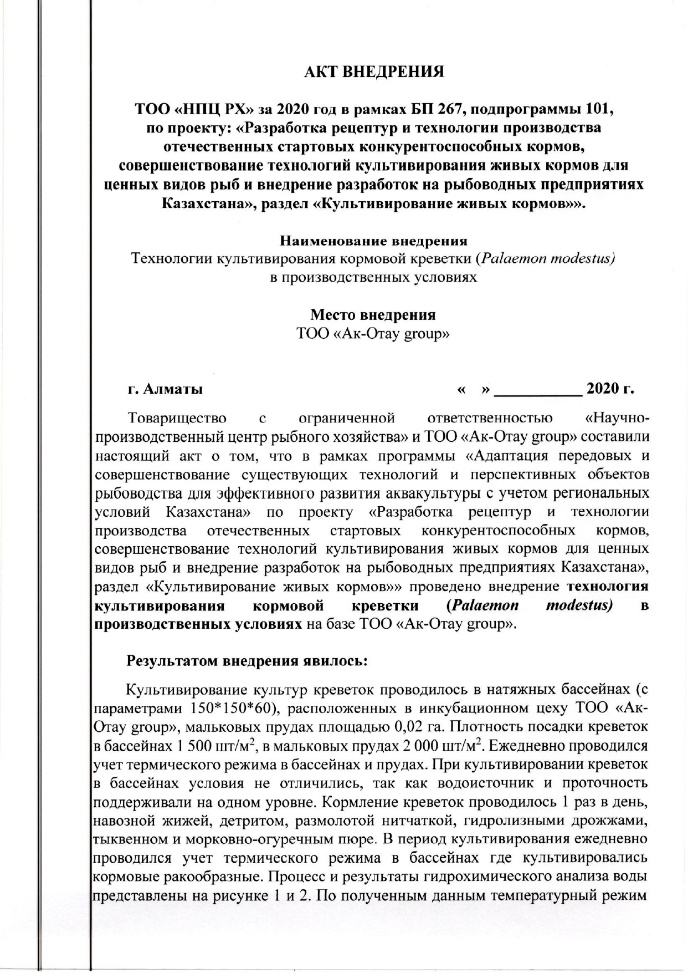 АКТ ВНЕДРЕНИЯ
ТОО «НПЦ РХ» за 2020 год в рамках БП 267, подпрограммы 101,
по проекту: «Разработка рецептур и технологии производства
отечественных стартовых конкурентоспособных кормов,
совершенствование технологий культивирования живых кормов для
ценных видов рыб и внедрение разработок на рыбоводных предприятиях
Казахстана», раздел «Культивирование живых кормов»».
Наименование внедрения
Технологии культивирования кормовой креветки (Palaemon modestus)
в производственных условиях
Место внедрения
ТОО «Ак-Отау group»
г. Алматы « » ___________ 2020 г.
Товарищество с ограниченной ответственностью «Научно-
производственный центр рыбного хозяйства» и ТОО «Ак-Отау group» составили
настоящий акт о том, что в рамках программы «Адаптация передовых и
совершенствование существующих технологий и перспективных объектов
рыбоводства для эффективного развития аквакультуры с учетом региональных
условий Казахстана» по проекту «Разработка рецептур и технологии
производства отечественных стартовых конкурентоспособных кормов,
совершенствование технологий культивирования живых кормов для ценных
видов рыб и внедрение разработок на рыбоводных предприятиях Казахстана»,
раздел «Культивирование живых кормов»» проведено внедрение технология
культивирования кормовой креветки (Palaemon modestus) в
производственных условиях на базе ТОО «Ак-Отау group».
Результатом внедрения явилось:
Культивирование культур креветок проводилось в натяжных бассейнах (с
параметрами 150*150*60), расположенных в инкубационном цеху ТОО «Ак-
Отау group», мальковых прудах площадью 0,02 га. Плотность посадки креветок
в бассейнах 1 500 шт/м², в мальковых прудах 2 000 шт/м². Ежедневно проводился
учет термического режима в бассейнах и прудах. При культивировании креветок
в бассейнах условия не отличились, так как водоисточник и проточность
поддерживали на одном уровне. Кормление креветок проводилось 1 раз в день,
навозной жижей, детритом, размолотой нитчаткой, гидролизными дрожжами,
тыквенном и морковно-огуречным пюре. В период культивирования ежедневно
проводился учет термического режима в бассейнах где культивировались
кормовые ракообразные. Процесс и результаты гидрохимического анализа воды
представлены на рисунке 1 и 2. По полученным данным температурный режим